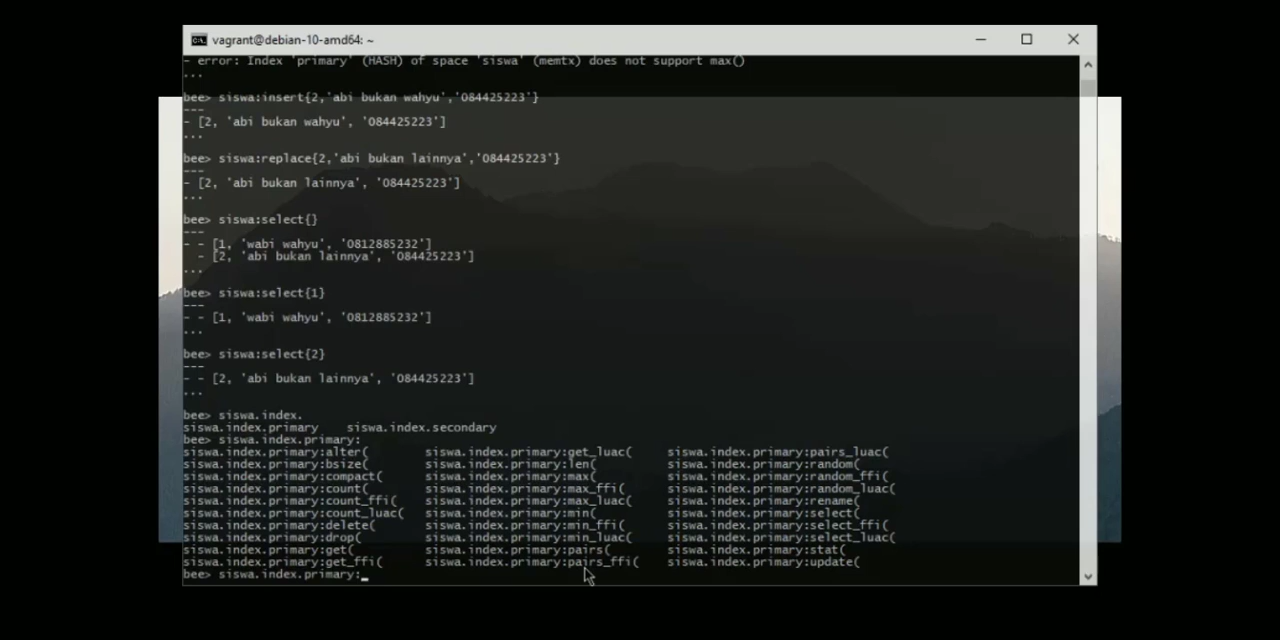 vagrant@debian-10-amd64: ~
- error: Index 'primary' (HASH) of space 'siswa' (memtx) does not support max()
...
bee> siswa:insert{2,'abi bukan wahyu','084425223'}
---
- [2, 'abi bukan wahyu', '084425223']
...
bee> siswa:replace{2,'abi bukan lainnya','084425223'}
---
- [2, 'abi bukan lainnya', '084425223']
...
bee> siswa:select{}
---
- - [1, 'wabi wahyu', '0812885232']
  - [2, 'abi bukan lainnya', '084425223']
...
bee> siswa:select{1}
---
- - [1, 'wabi wahyu', '0812885232']
...
bee> siswa:select{2}
---
- - [2, 'abi bukan lainnya', '084425223']
...
bee> siswa.index.
siswa.index.primary    siswa.index.secondary
bee> siswa.index.primary:
siswa.index.primary:alter(        siswa.index.primary:get_luac(     siswa.index.primary:pairs_luac(
siswa.index.primary:bsize(        siswa.index.primary:len(          siswa.index.primary:random(
siswa.index.primary:compact(      siswa.index.primary:max(          siswa.index.primary:random_ffi(
siswa.index.primary:count(        siswa.index.primary:max_ffi(      siswa.index.primary:random_luac(
siswa.index.primary:count_ffi(    siswa.index.primary:max_luac(     siswa.index.primary:rename(
siswa.index.primary:count_luac(   siswa.index.primary:min(          siswa.index.primary:select(
siswa.index.primary:delete(       siswa.index.primary:min_ffi(      siswa.index.primary:select_ffi(
siswa.index.primary:drop(         siswa.index.primary:min_luac(     siswa.index.primary:select_luac(
siswa.index.primary:get(          siswa.index.primary:pairs(        siswa.index.primary:stat(
siswa.index.primary:get_ffi(      siswa.index.primary:pairs_ffi(    siswa.index.primary:update(
bee> siswa.index.primary: